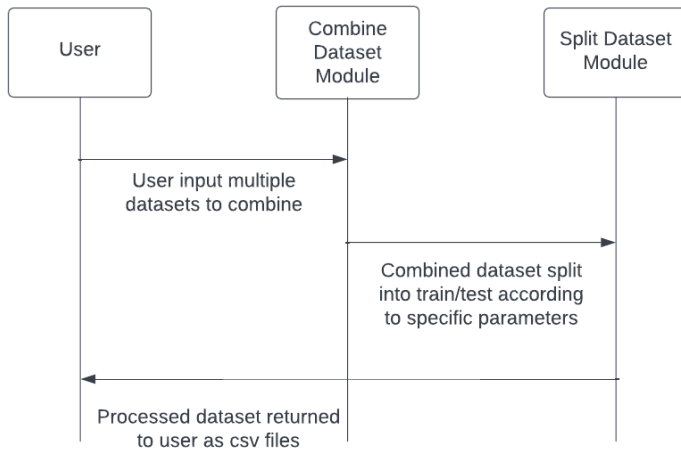 User
Combine
Dataset
Module
Split Dataset
Module
User input multiple
datasets to combine
Combined dataset split
into train/test according
to specific parameters
Processed dataset returned
to user as csv files